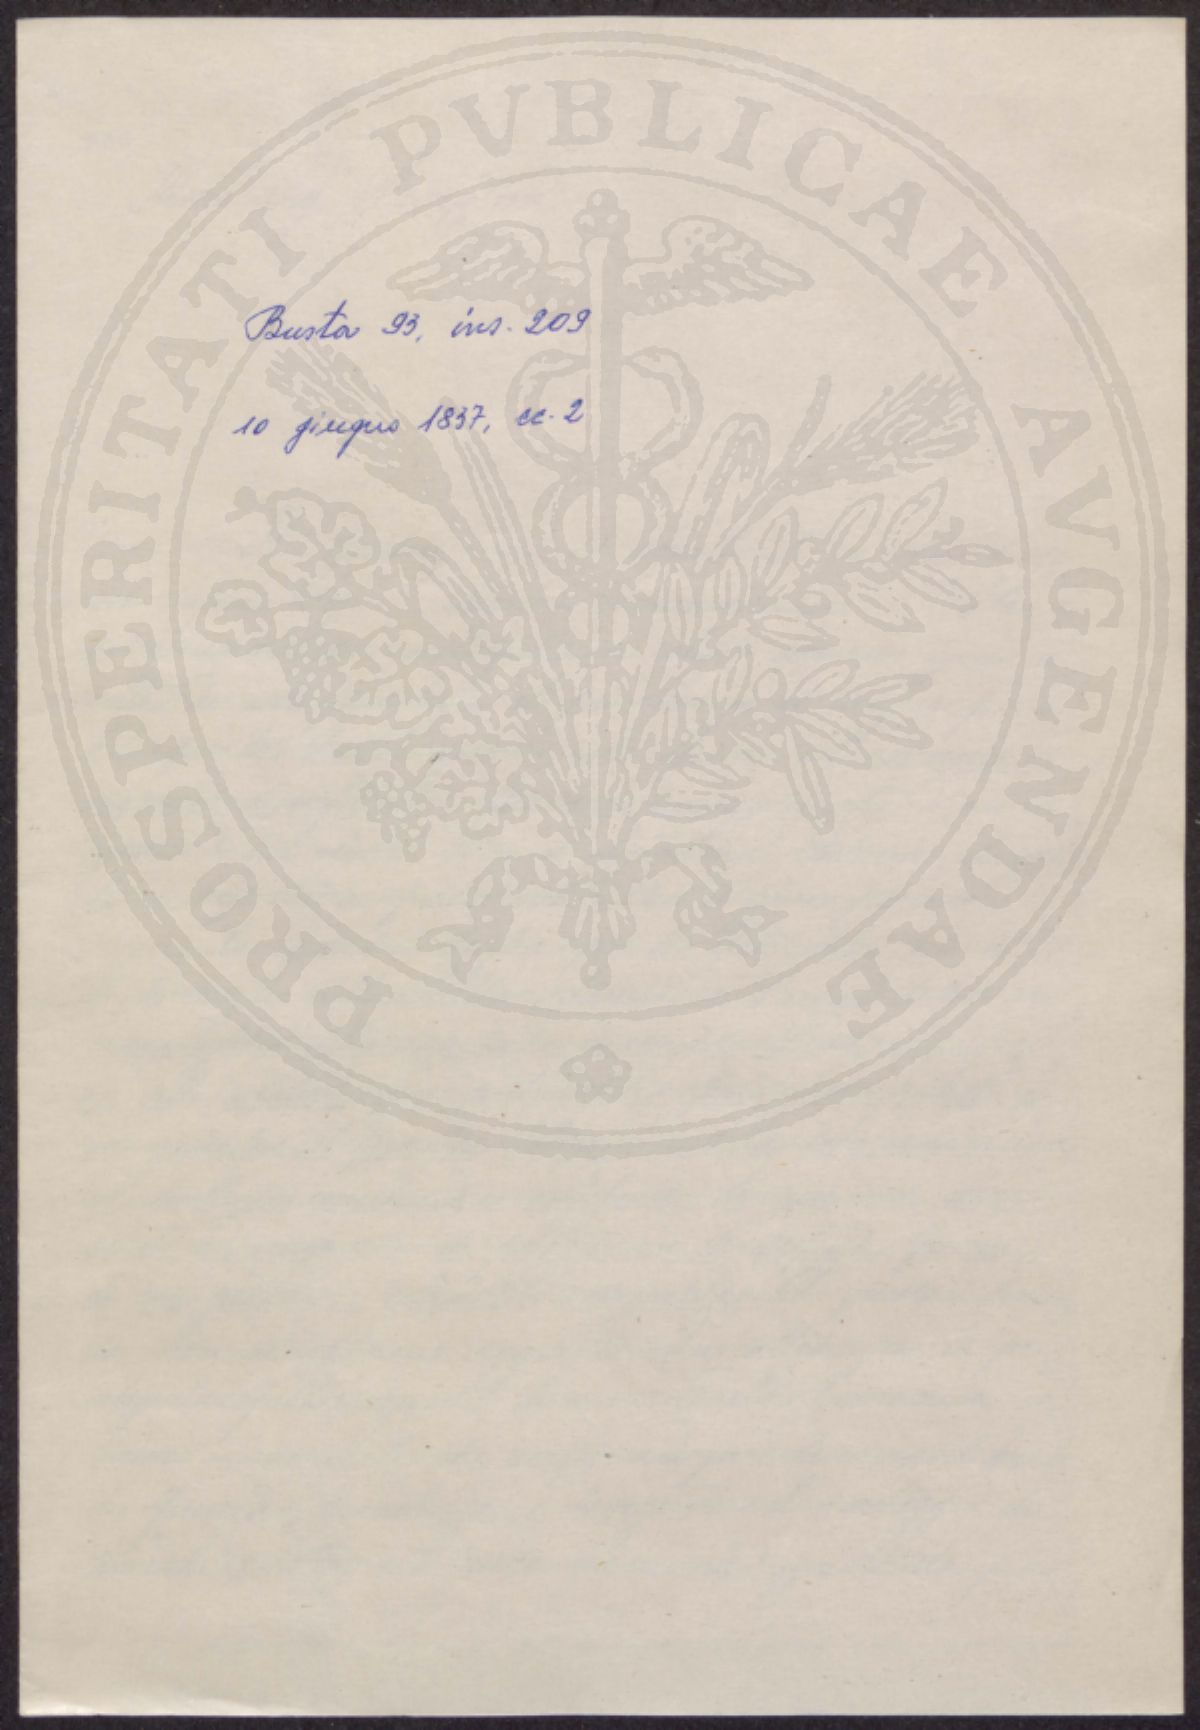 Busta 93, ins. 209
10 giugno 1837, cc. 2
PROSPERITATI PVBLICAE AVGENDAE